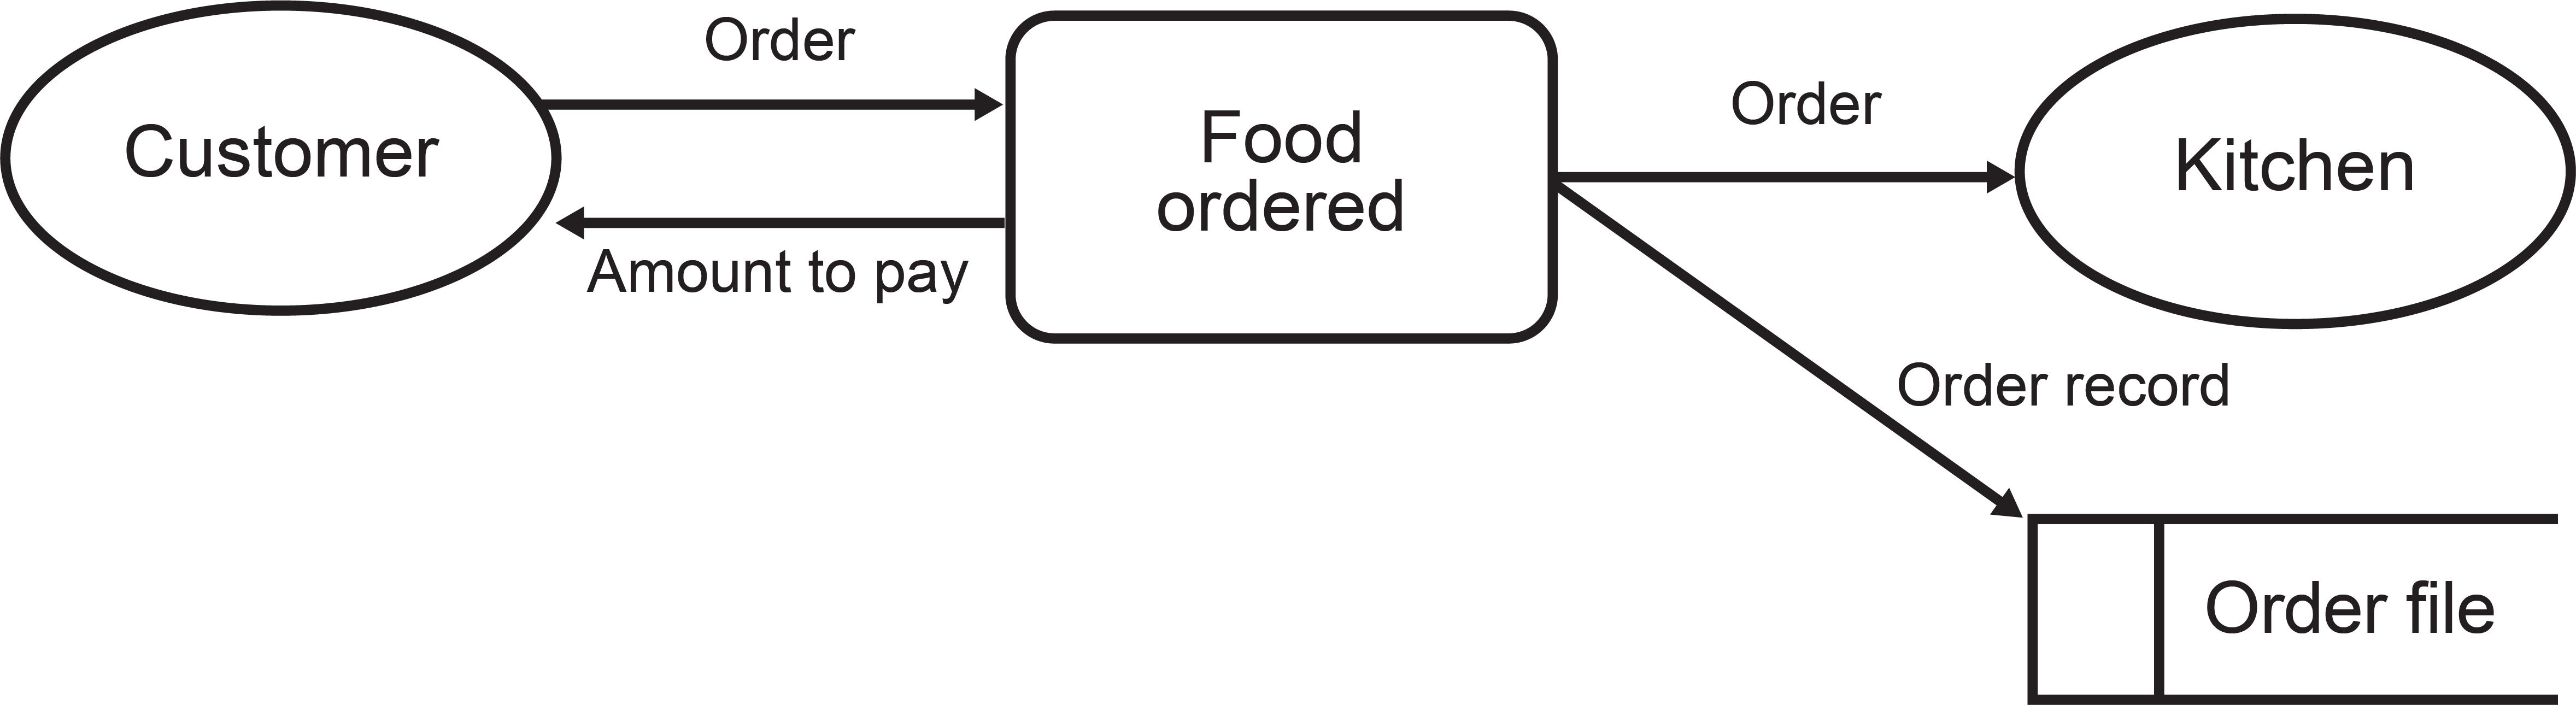 Order
Customer
Amount to pay
Food
ordered
Order
Kitchen
Order record
Order file